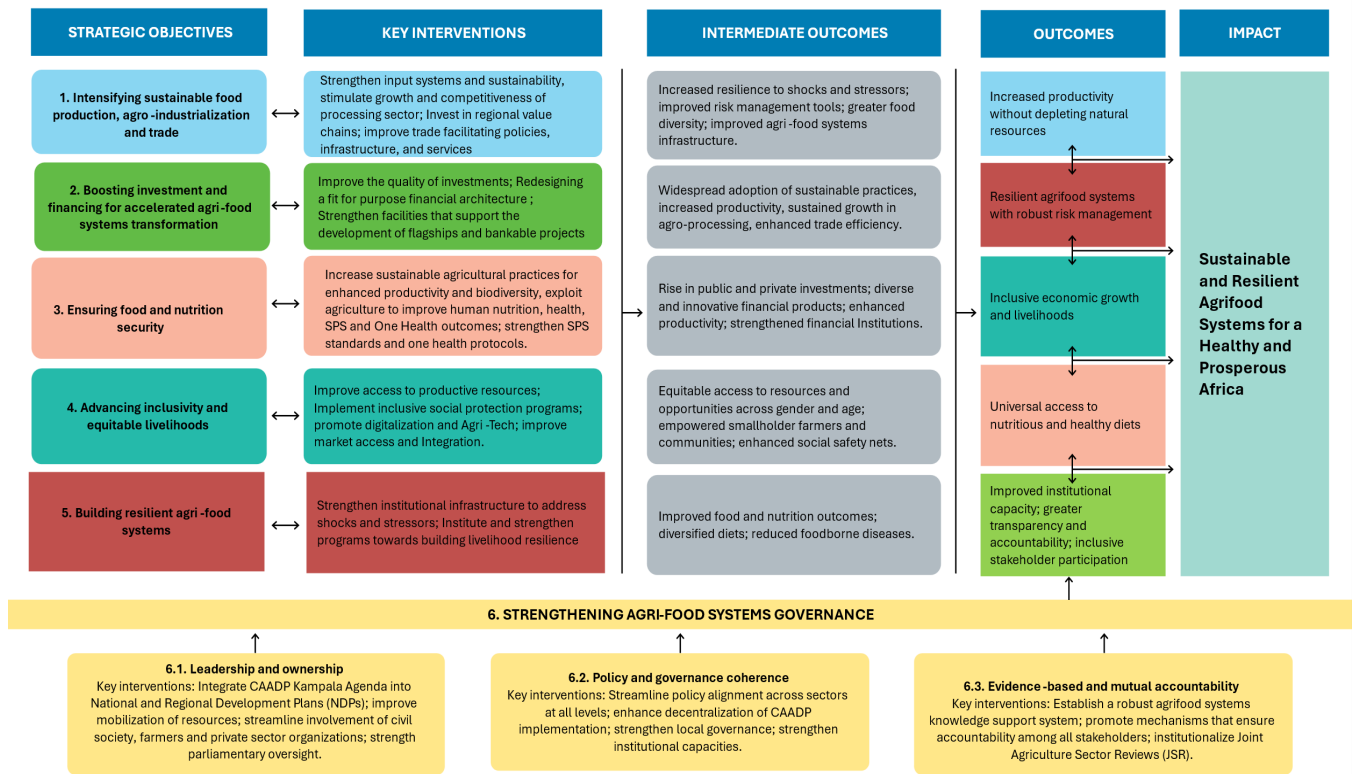 STRATEGIC OBJECTIVES
KEY INTERVENTIONS
INTERMEDIATE OUTCOMES
OUTCOMES
IMPACT
1. Intensifying sustainable food
production, agro-industrialization
and trade
Strengthen input systems and sustainability,
stimulate growth and competitiveness of
processing sector; Invest in regional value
chains; improve trade facilitating policies,
infrastructure, and services
Increased resilience to shocks and stressors;
improved risk management tools; greater food
diversity; improved agri-food systems
infrastructure.
Increased productivity
without depleting natural
resources
2. Boosting investment and
financing for accelerated agri-food
systems transformation
Improve the quality of investments; Redesigning
a fit for purpose financial architecture ;
Strengthen facilities that support the
development of flagships and bankable projects
Widespread adoption of sustainable practices,
increased productivity, sustained growth in
agro-processing, enhanced trade efficiency.
Resilient agrifood systems
with robust risk management
3. Ensuring food and nutrition
security
Increase sustainable agricultural practices for
enhanced productivity and biodiversity, exploit
agriculture to improve human nutrition, health,
SPS and One Health outcomes; strengthen SPS
standards and one health protocols.
Rise in public and private investments; diverse
and innovative financial products; enhanced
productivity; strengthened financial Institutions.
Inclusive economic growth
and livelihoods
4. Advancing inclusivity and
equitable livelihoods
Improve access to productive resources;
Implement inclusive social protection programs;
promote digitalization and Agri-Tech; improve
market access and Integration.
Equitable access to resources and
opportunities across gender and age;
empowered smallholder farmers and
communities; enhanced social safety nets.
Universal access to
nutritious and healthy diets
5. Building resilient agri-food
systems
Strengthen institutional infrastructure to address
shocks and stressors; Institute and strengthen
programs towards building livelihood resilience
Improved food and nutrition outcomes;
diversified diets; reduced foodborne diseases.
Improved institutional
capacity; greater
transparency and
accountability; inclusive
stakeholder participation
Sustainable
and Resilient
Agrifood
Systems for a
Healthy and
Prosperous
Africa
6. STRENGTHENING AGRI-FOOD SYSTEMS GOVERNANCE
6.1. Leadership and ownership
Key interventions: Integrate CAADP Kampala Agenda into
National and Regional Development Plans (NDPs); improve
mobilization of resources; streamline involvement of civil
society, farmers and private sector organizations; strength
parliamentary oversight.
6.2. Policy and governance coherence
Key interventions: Streamline policy alignment across sectors
at all levels; enhance decentralization of CAADP
implementation; strengthen local governance; strengthen
institutional capacities.
6.3. Evidence-based and mutual accountability
Key interventions: Establish a robust agrifood systems
knowledge support system; promote mechanisms that ensure
accountability among all stakeholders; institutionalize Joint
Agriculture Sector Reviews (JSR).